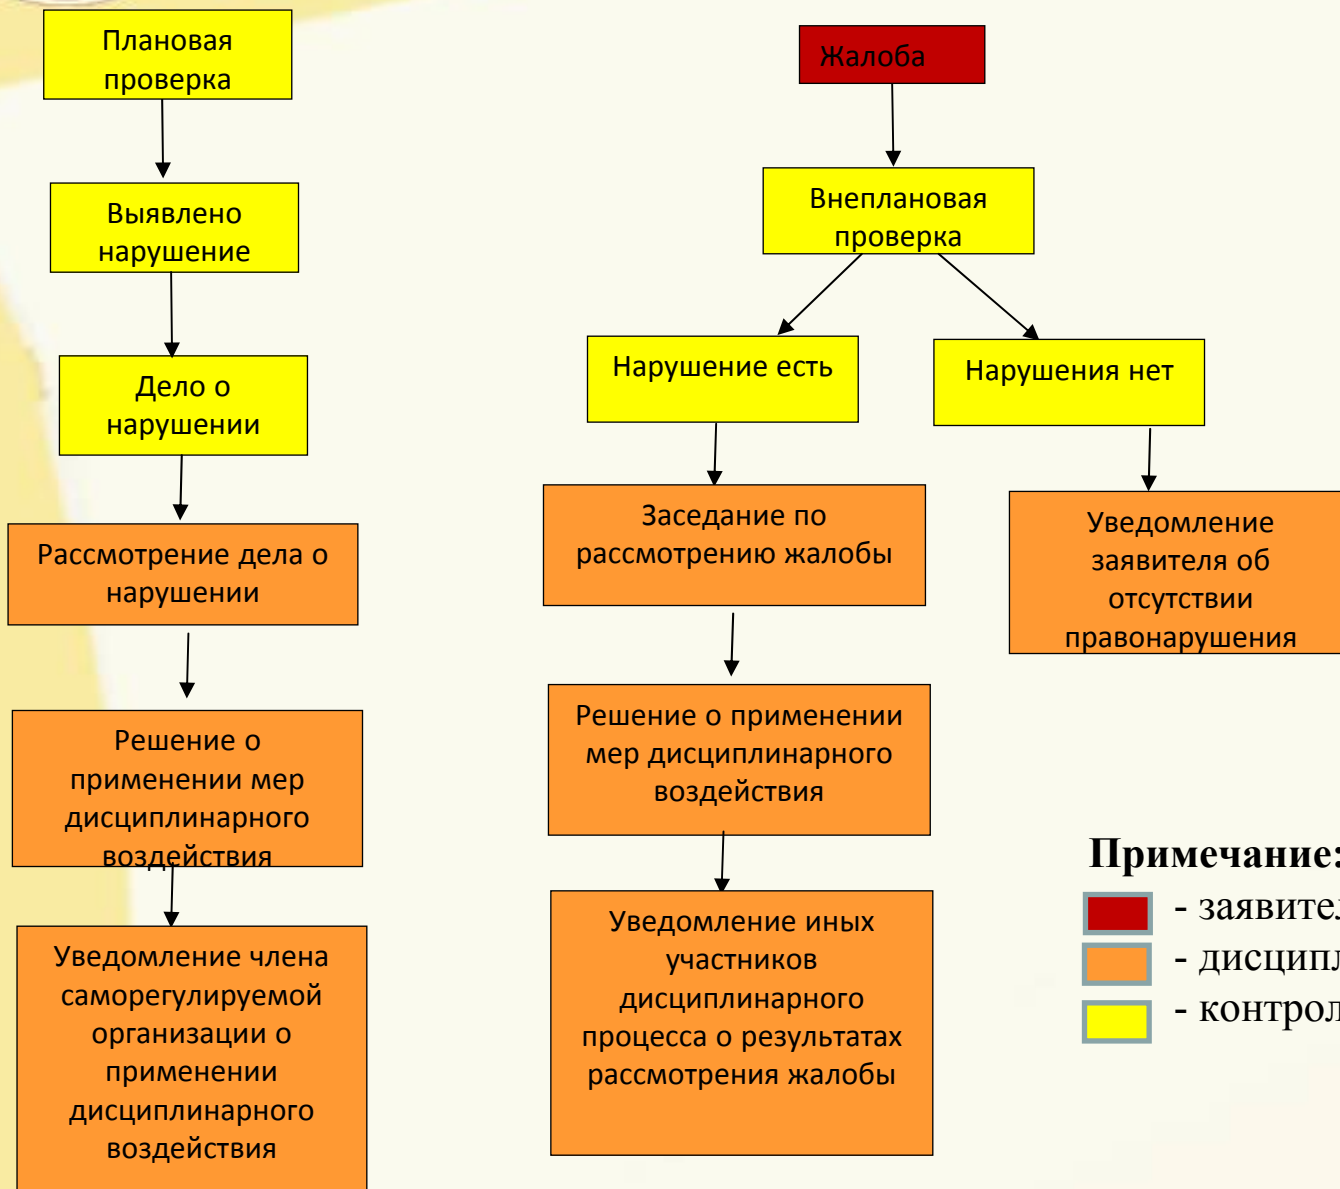 Плановая
проверка
Выявлено
нарушение
Дело о
нарушении
Рассмотрение дела о
нарушении
Решение о
применении мер
дисциплинарного
воздействия
Уведомление члена
саморегулируемой
организации о
применении
дисциплинарного
воздействия
Жалоба
Внеплановая
проверка
Нарушение есть
Нарушения нет
Заседание по
рассмотрению жалобы
Решение о применении
мер дисциплинарного
воздействия
Уведомление иных
участников
дисциплинарного
процесса о результатах
рассмотрения жалобы
Уведомление
заявителя об
отсутствии
правонарушения
Примечание:
-
-
-